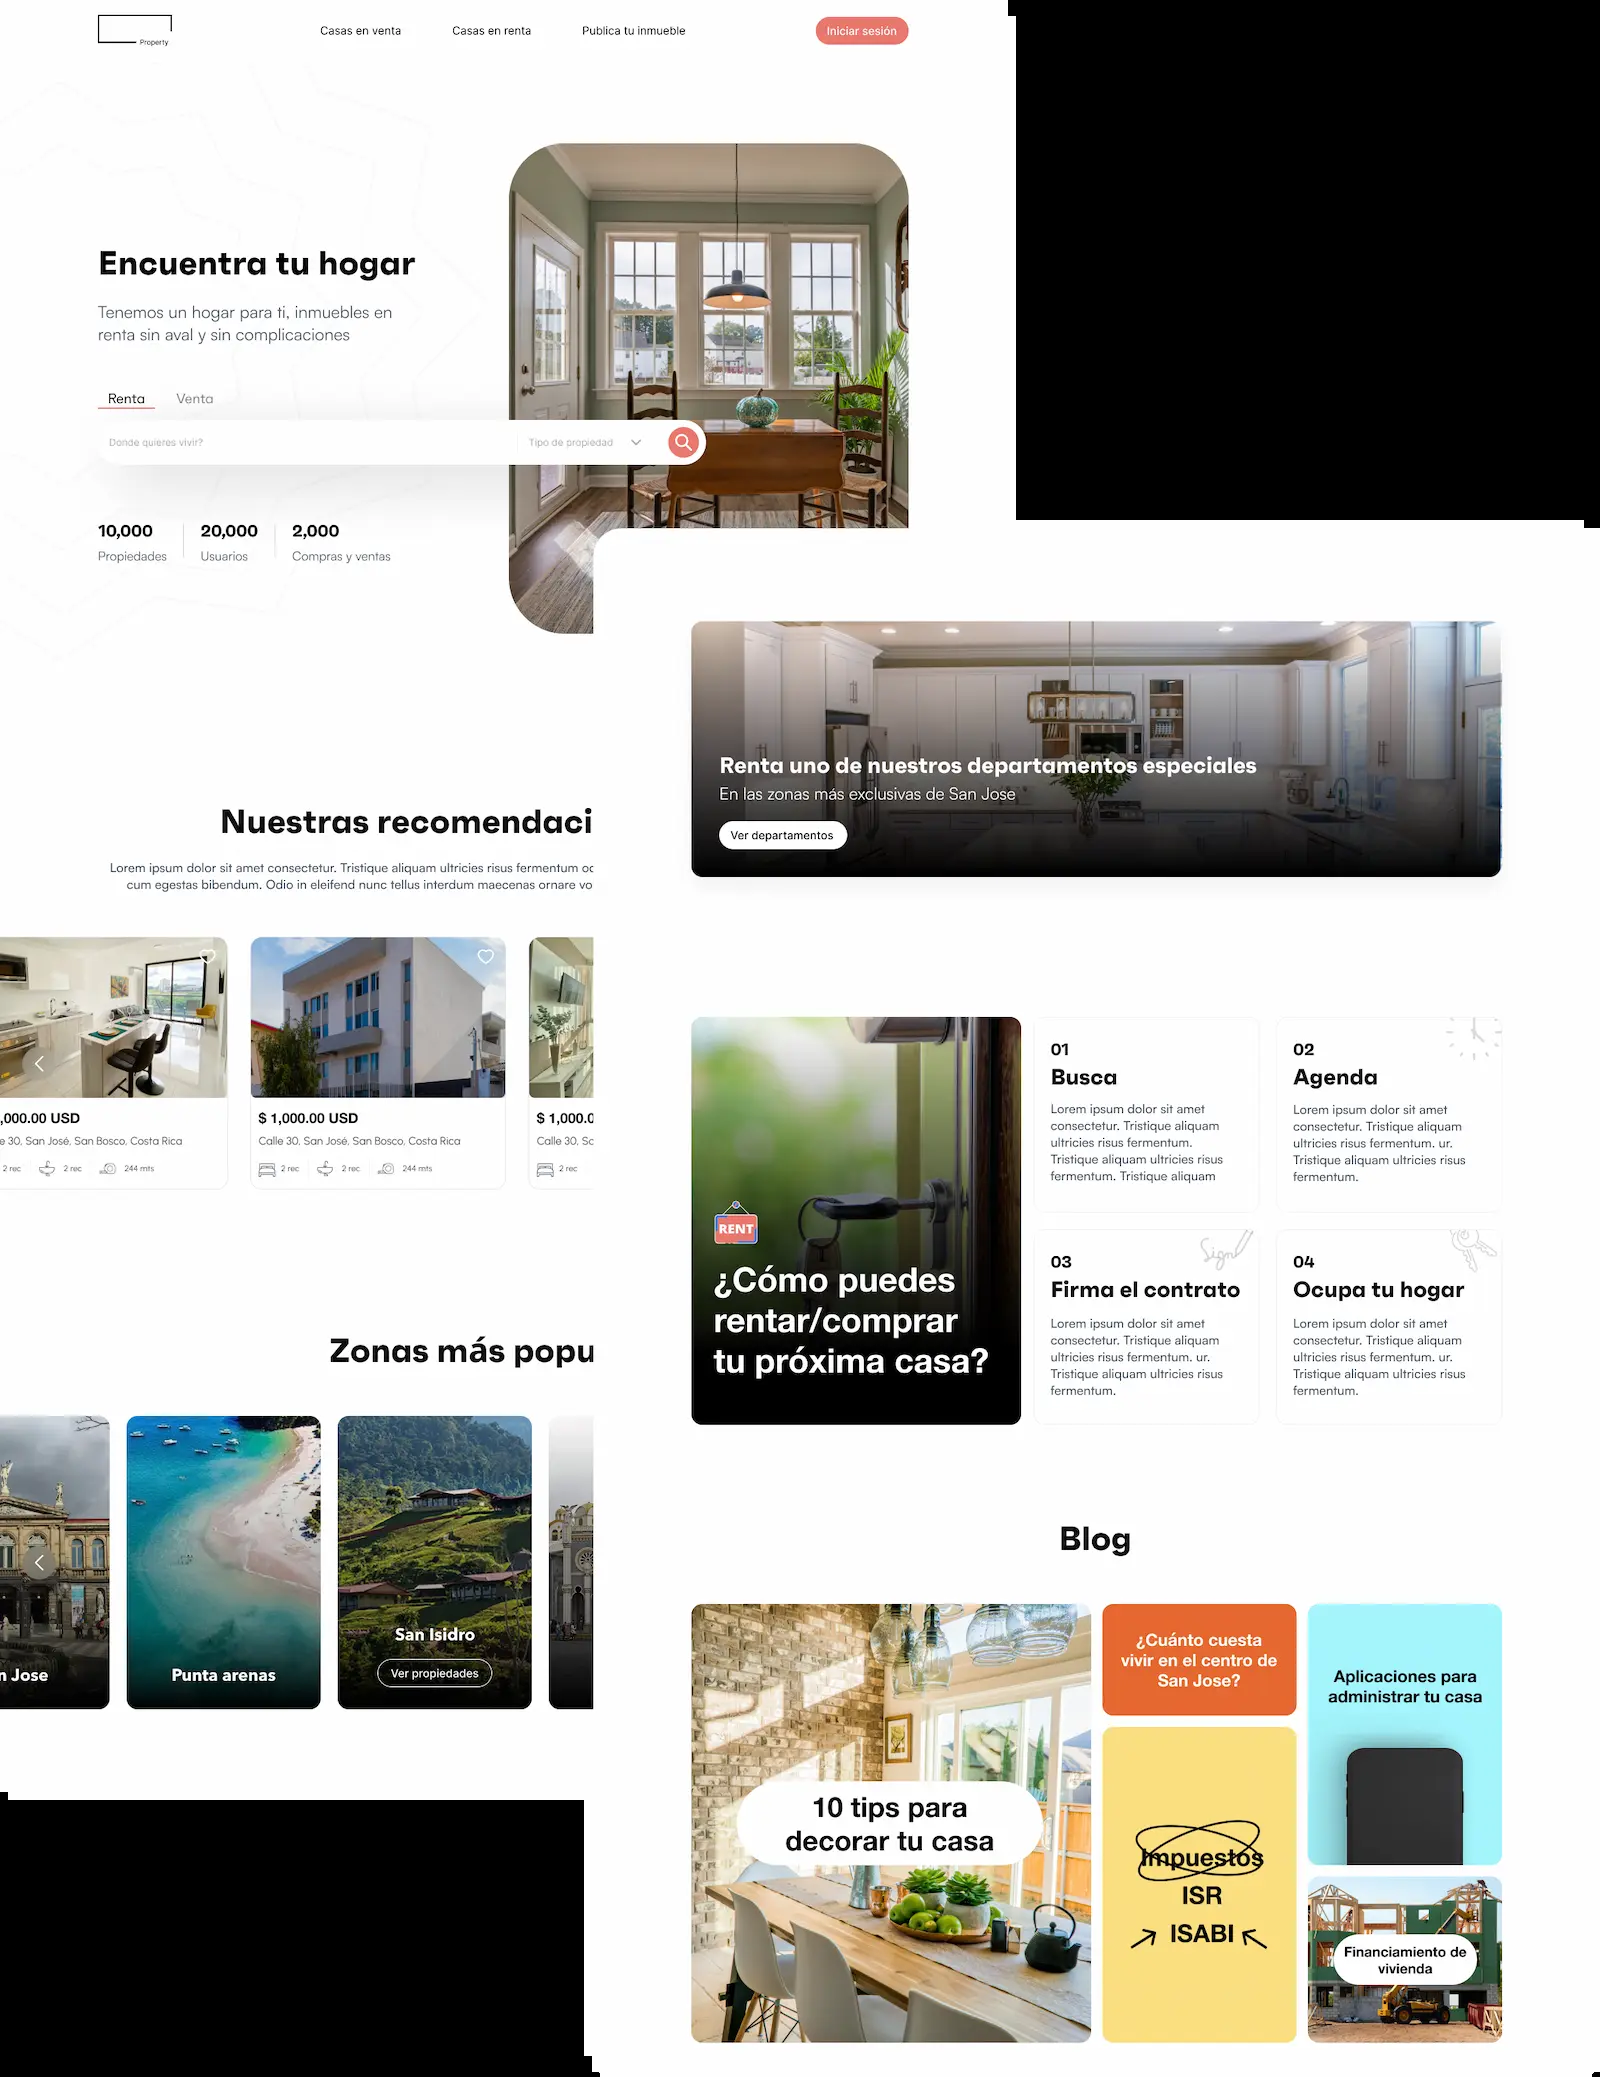 Property
Casas en venta
Casas en renta
Publica tu inmueble
Iniciar sesión
Encuentra tu hogar
Tenemos un hogar para ti, inmuebles en
renta sin aval y sin complicaciones
Renta
Venta
Donde quieres vivir?
Tipo de propiedad
10,000
Propiedades
20,000
Usuarios
2,000
Compras y ventas
Nuestras recomendaci
Lorem ipsum dolor sit amet consectetur. Tristique aliquam ultricies risus fermentum oc
cum egestas bibendum. Odio in eleifend nunc tellus interdum maecenas ornare vo
,000.00 USD
e 30, San José, San Bosco, Costa Rica
2 rec
2 rec
244 mts
$ 1,000.00 USD
Calle 30, San José, San Bosco, Costa Rica
2 rec
2 rec
244 mts
$ 1,000.0
Calle 30, Sc
2 rec
Zonas más popu
n Jose
Punta arenas
San Isidro
Ver propiedades
Renta uno de nuestros departamentos especiales
En las zonas más exclusivas de San Jose
Ver departamentos
RENT
¿Cómo puedes
rentar/comprar
tu próxima casa?
01
Busca
Lorem ipsum dolor sit amet
consectetur. Tristique aliquam
ultricies risus fermentum.
Tristique aliquam ultricies risus
fermentum. Tristique aliquam
02
Agenda
Lorem ipsum dolor sit amet
consectetur. Tristique aliquam
ultricies risus fermentum. ur.
Tristique aliquam ultricies risus
fermentum.
Sign
03
Firma el contrato
Lorem ipsum dolor sit amet
consectetur. Tristique aliquam
ultricies risus fermentum. ur.
Tristique aliquam ultricies risus
fermentum.
04
Ocupa tu hogar
Lorem ipsum dolor sit amet
consectetur. Tristique aliquam
ultricies risus fermentum. ur.
Tristique aliquam ultricies risus
fermentum.
Blog
10 tips para
decorar tu casa
¿Cuánto cuesta
vivir en el centro de
San Jose?
Impuestos
ISR
ISABI
Aplicaciones para
administrar tu casa
Financiamiento de
vivienda